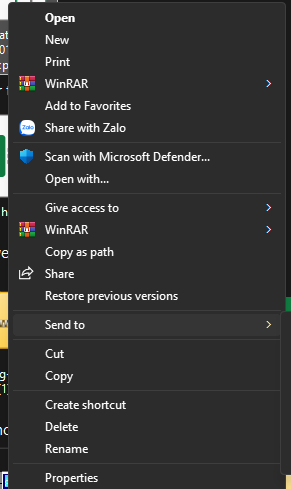 Open
New
Print
WinRAR
Add to Favorites
Zalo
Share with Zalo
Scan with Microsoft Defender...
Open with...
Give access to
WinRAR
Copy as path
Share
Restore previous versions
Send to
Cut
Copy
Create shortcut
Delete
Rename
Properties